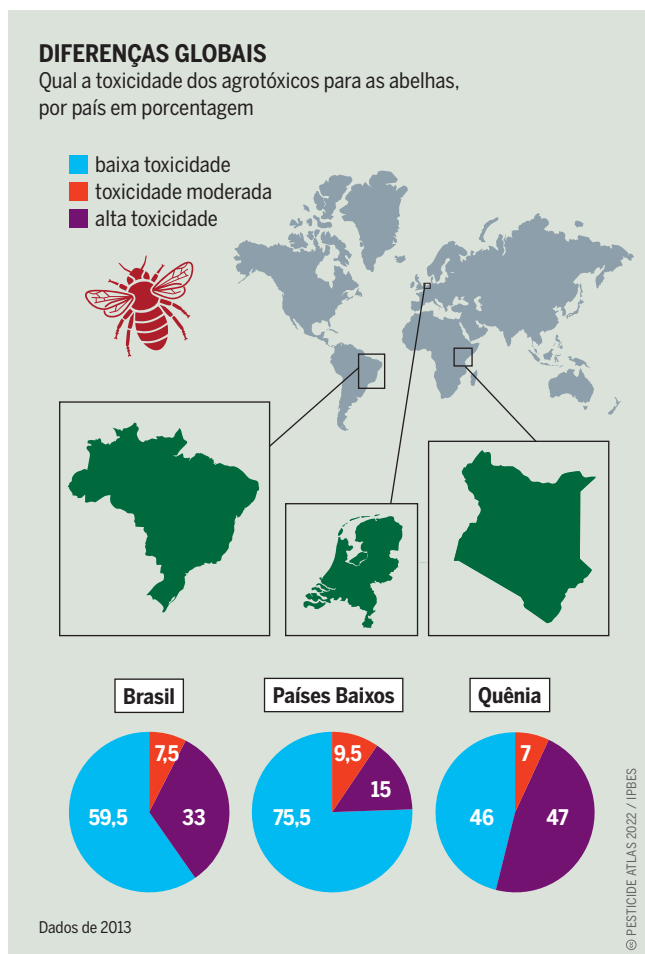 DIFERENÇAS GLOBAIS
Qual a toxicidade dos agrotóxicos para as abelhas,
por país em porcentagem
baixa toxicidade
toxicidade moderada
alta toxicidade
Brasil
7,5
59,5
33
Países Baixos
9,5
15
75,5
Quênia
7
46
47
Dados de 2013
🅭 PESTICIDE ATLAS 2022 / IPBES